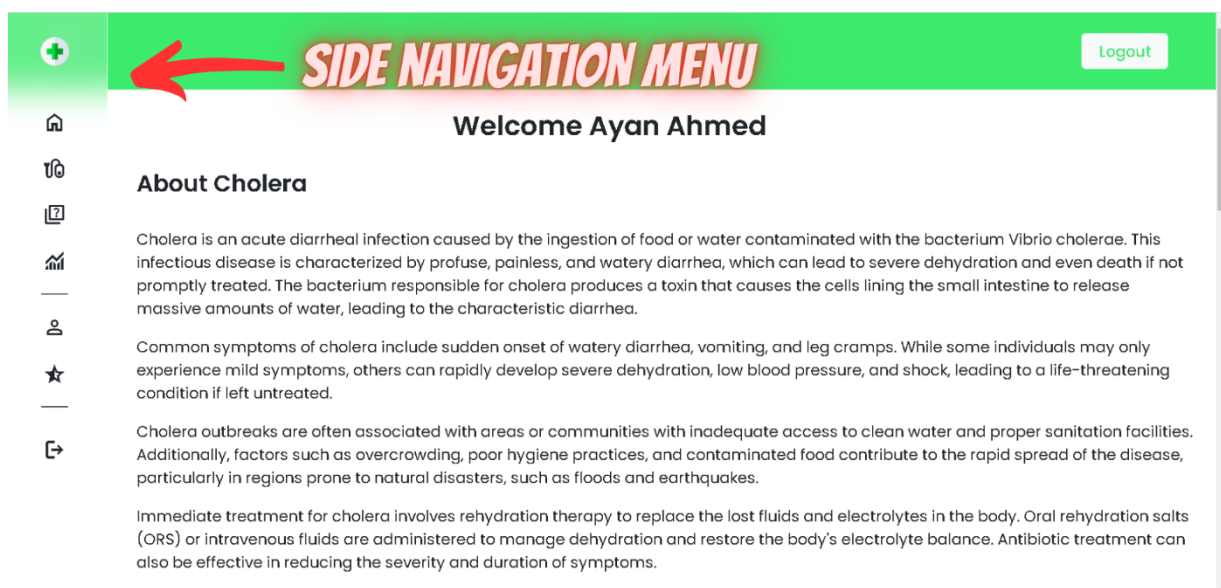 SIDE NAVIGATION MENU
Logout
Welcome Ayan Ahmed
About Cholera
Cholera is an acute diarrheal infection caused by the ingestion of food or water contaminated with the bacterium Vibrio cholerae. This
infectious disease is characterized by profuse, painless, and watery diarrhea, which can lead to severe dehydration and even death if not
promptly treated. The bacterium responsible for cholera produces a toxin that causes the cells lining the small intestine to release
massive amounts of water, leading to the characteristic diarrhea.
Common symptoms of cholera include sudden onset of watery diarrhea, vomiting, and leg cramps. While some individuals may only
experience mild symptoms, others can rapidly develop severe dehydration, low blood pressure, and shock, leading to a life-threatening
condition if left untreated.
Cholera outbreaks are often associated with areas or communities with inadequate access to clean water and proper sanitation facilities.
Additionally, factors such as overcrowding, poor hygiene practices, and contaminated food contribute to the rapid spread of the disease,
particularly in regions prone to natural disasters, such as floods and earthquakes.
Immediate treatment for cholera involves rehydration therapy to replace the lost fluids and electrolytes in the body. Oral rehydration salts
(ORS) or intravenous fluids are administered to manage dehydration and restore the body's electrolyte balance. Antibiotic treatment can
also be effective in reducing the severity and duration of symptoms.